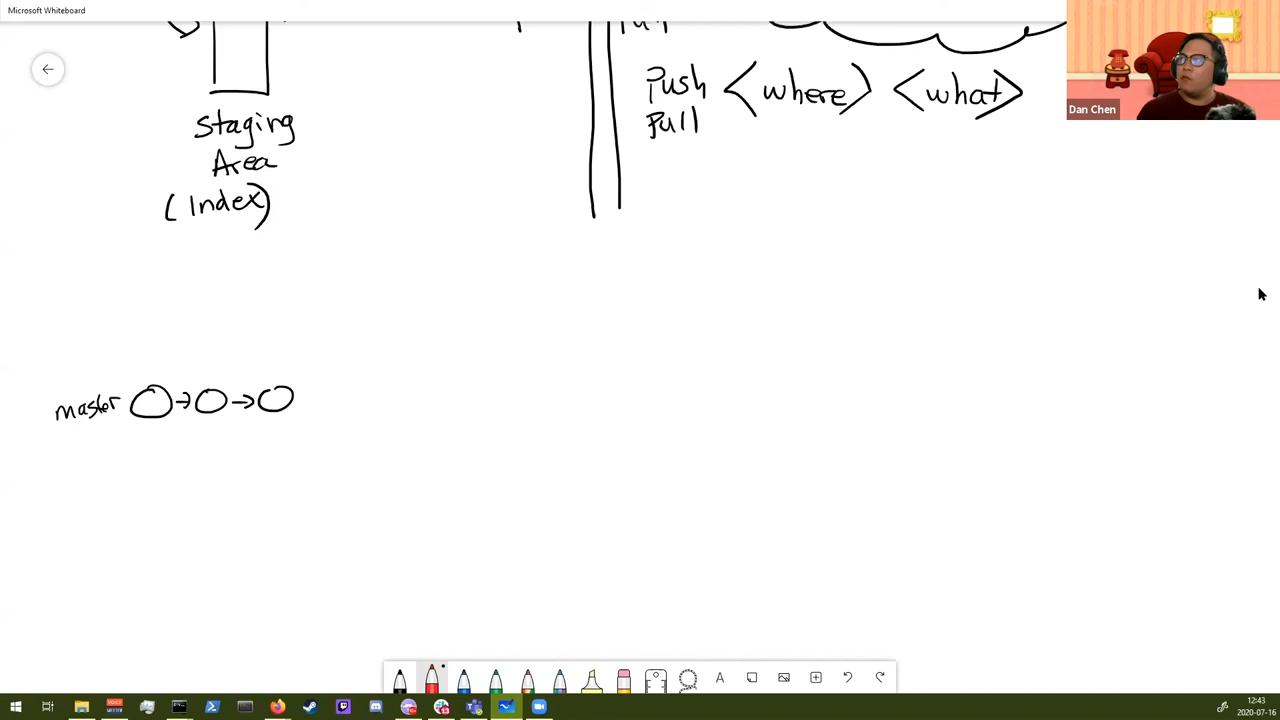 Microsoft Whiteboard
Push <where> <what>
Pull
Dan Chen
Staging
Area
(Index)
master
A
12:43
2020-07-16